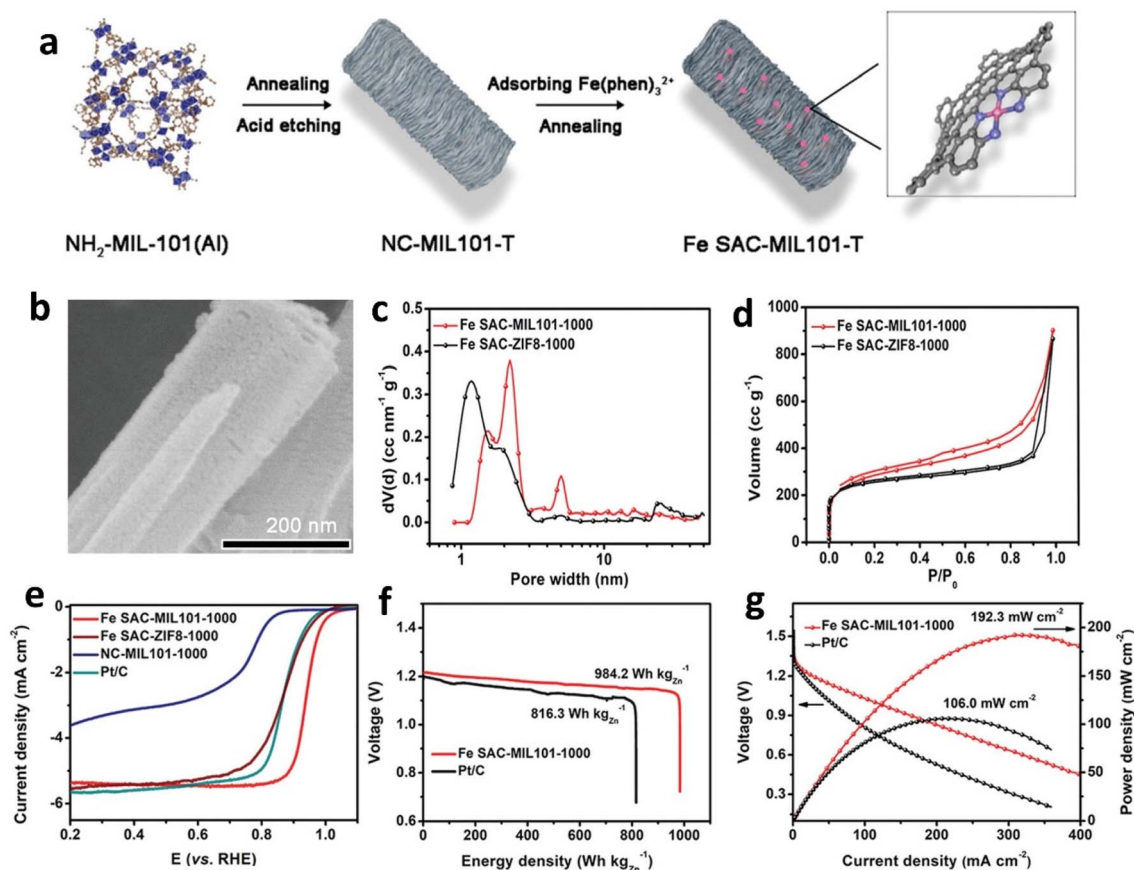 a
Annealing
Acid etching
Adsorbing Fe(phen)₃²⁺
Annealing
NH₂-MIL-101(Al)
NC-MIL101-T
Fe SAC-MIL101-T
b
200 nm
c
Fe SAC-MIL101-1000
Fe SAC-ZIF8-1000
0.5
0.4
0.3
0.2
0.1
0.0
dV(d) (cc nm⁻¹ g⁻¹)
1
10
Pore width (nm)
d
Fe SAC-MIL101-1000
Fe SAC-ZIF8-1000
1000
800
600
400
200
0
Volume (cc g⁻¹)
0.0
0.2
0.4
0.6
0.8
1.0
P/P₀
e
Fe SAC-MIL101-1000
Fe SAC-ZIF8-1000
NC-MIL101-1000
Pt/C
0
-2
-4
-6
Current density (mA cm⁻²)
0.2
0.4
0.6
0.8
1.0
E (vs. RHE)
f
984.2 Wh kg_Zn⁻¹
816.3 Wh kg_Zn⁻¹
Fe SAC-MIL101-1000
Pt/C
1.4
1.2
1.0
0.8
0.6
Voltage (V)
0
200
400
600
800
1000
Energy density (Wh kg_Zn⁻¹)
g
192.3 mW cm⁻²
Fe SAC-MIL101-1000
Pt/C
106.0 mW cm⁻²
1.5
1.2
0.9
0.6
0.3
Voltage (V)
200
150
100
50
0
Power density (mW cm⁻²)
0
100
200
300
400
Current density (mA cm⁻²)